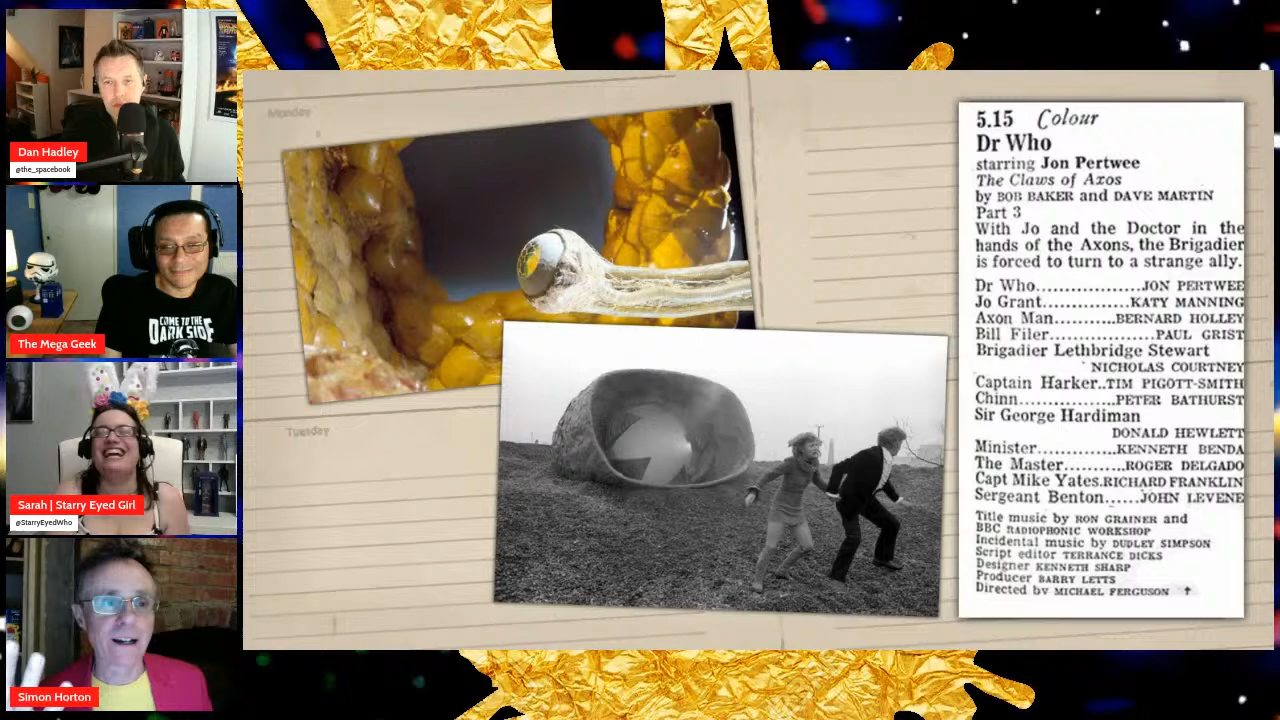 Dan Hadley
@the_spacebook
COME TO THE
DARK SIDE
The Mega Geek
Sarah | Starry Eyed Girl
@StarryEyedWho
Simon Horton
Monday
8
Tuesday
5.15 Colour
Dr Who
starring Jon Pertwee
The Claws of Axos
by BOB BAKER and DAVE MARTIN
Part 3
With Jo and the Doctor in the
hands of the Axons, the Brigadier
is forced to turn to a strange ally.
Dr Who..................JON PERTWEE
Jo Grant...............KATY MANNING
Axon Man..........BERNARD HOLLEY
Bill Filer...................PAUL GRIST
Brigadier Lethbridge Stewart
NICHOLAS COURTNEY
Captain Harker..TIM PIGOTT-SMITH
Chinn..................PETER BATHURST
Sir George Hardiman
DONALD HEWLETT
Minister................KENNETH BENDA
The Master..........ROGER DELGADO
Capt Mike Yates.RICHARD FRANKLIN
Sergeant Benton......JOHN LEVENE
Title music by RON GRAINER and
BBC RADIOPHONIC WORKSHOP
Incidental music by DUDLEY SIMPSON
Script editor TERRANCE DICKS
Designer KENNETH SHARP
Producer BARRY LETTS
Directed by MICHAEL FERGUSON †